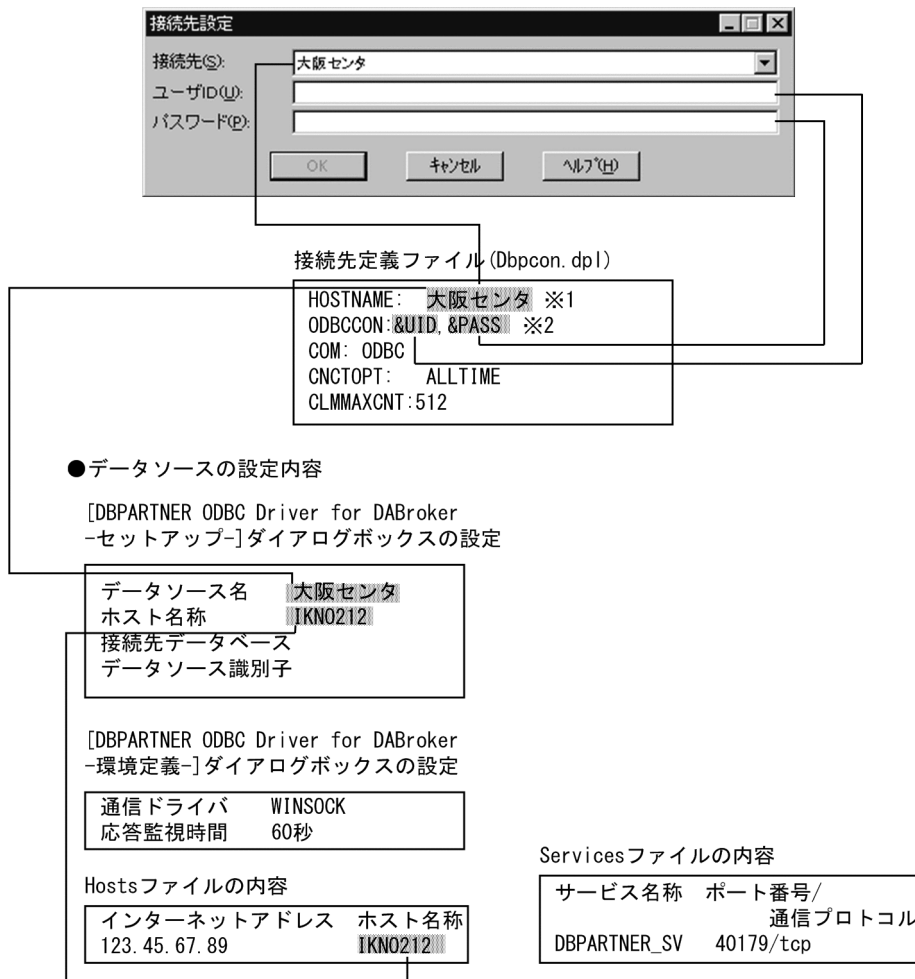 接続先設定
接続先(S): 大阪センタ
ユーザID(U):
パスワード(P):
OK キャンセル ヘルプ(H)
接続先定義ファイル(Dbpcon.dpl)
HOSTNAME: 大阪センタ ※1
ODBCCON:&UID,&PASS ※2
COM: ODBC
CNCTOPT: ALLTIME
CLMMAXCNT:512
●データソースの設定内容
[DBPARTNER ODBC Driver for DABroker
-セットアップ-]ダイアログボックスの設定
データソース名 大阪センタ
ホスト名称 IKN0212
接続先データベース
データソース識別子
[DBPARTNER ODBC Driver for DABroker
-環境定義-]ダイアログボックスの設定
通信ドライバ WINSOCK
応答監視時間 60秒
Hostsファイルの内容
インターネットアドレス ホスト名称
123.45.67.89 IKN0212
Servicesファイルの内容
サービス名称 ポート番号/
通信プロトコル
DBPARTNER_SV 40179/tcp